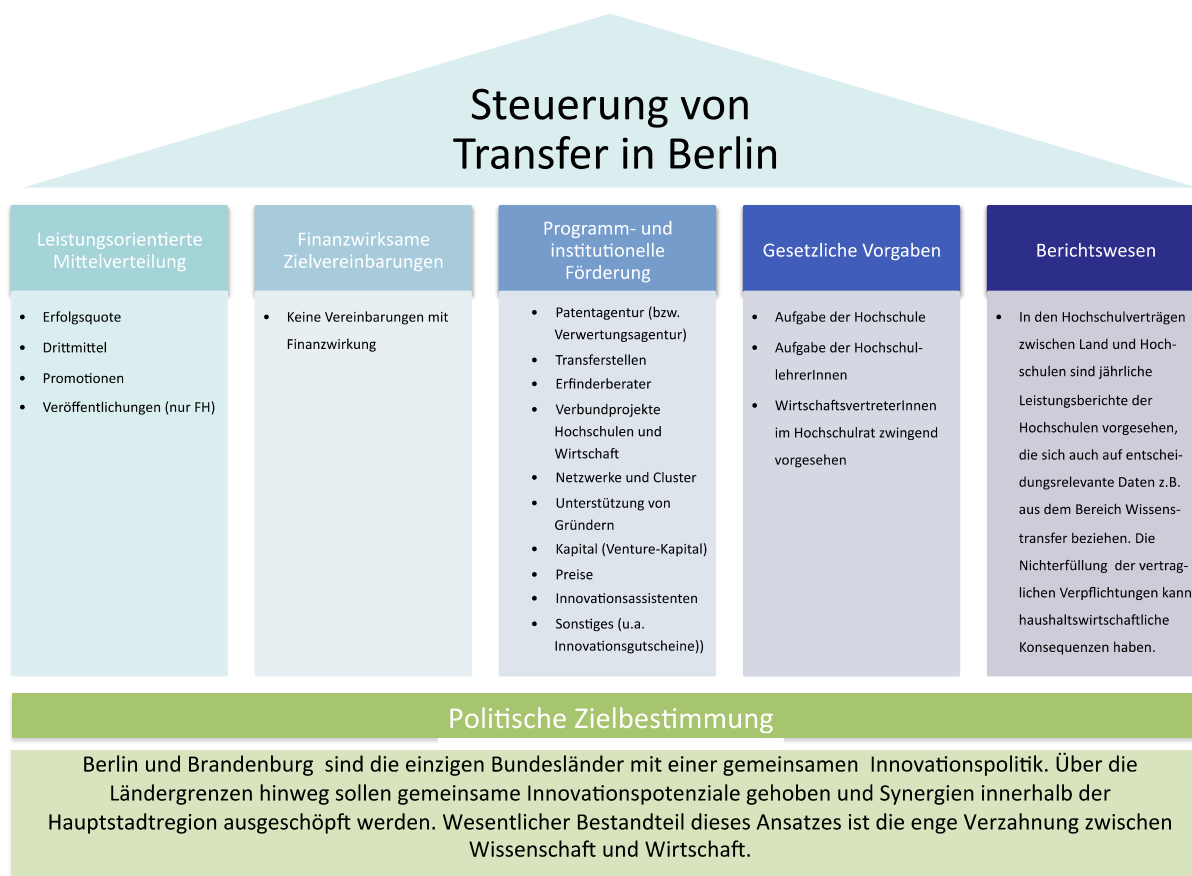 Steuerung von
Transfer in Berlin
Leistungsorientierte
Mittelverteilung
• Erfolgsquote
• Drittmittel
• Promotionen
• Veröffentlichungen (nur FH)
Finanzwirksame
Zielvereinbarungen
• Keine Vereinbarungen mit
Finanzwirkung
Programm- und
institutionelle
Förderung
• Patentagentur (bzw.
Verwertungsagentur)
• Transferstellen
• Erfinderberater
• Verbundprojekte
Hochschulen und
Wirtschaft
• Netzwerke und Cluster
• Unterstützung von
Gründern
• Kapital (Venture-Kapital)
• Preise
• Innovationsassistenten
• Sonstiges (u.a.
Innovationsgutscheine))
Gesetzliche Vorgaben
• Aufgabe der Hochschule
• Aufgabe der Hochschul-
lehrerInnen
• WirtschaftsvertreterInnen
im Hochschulrat zwingend
vorgesehen
Berichtswesen
• In den Hochschulverträgen
zwischen Land und Hoch-
schulen sind jährliche
Leistungsberichte der
Hochschulen vorgesehen,
die sich auch auf entschei-
dungsrelevante Daten z.B.
aus dem Bereich Wissens-
transfer beziehen. Die
Nichterfüllung der vertrag-
lichen Verpflichtungen kann
haushaltswirtschaftliche
Konsequenzen haben.
Politische Zielbestimmung
Berlin und Brandenburg sind die einzigen Bundesländer mit einer gemeinsamen Innovationspolitik. Über die
Ländergrenzen hinweg sollen gemeinsame Innovationspotenziale gehoben und Synergien innerhalb der
Hauptstadtregion ausgeschöpft werden. Wesentlicher Bestandteil dieses Ansatzes ist die enge Verzahnung zwischen
Wissenschaft und Wirtschaft.